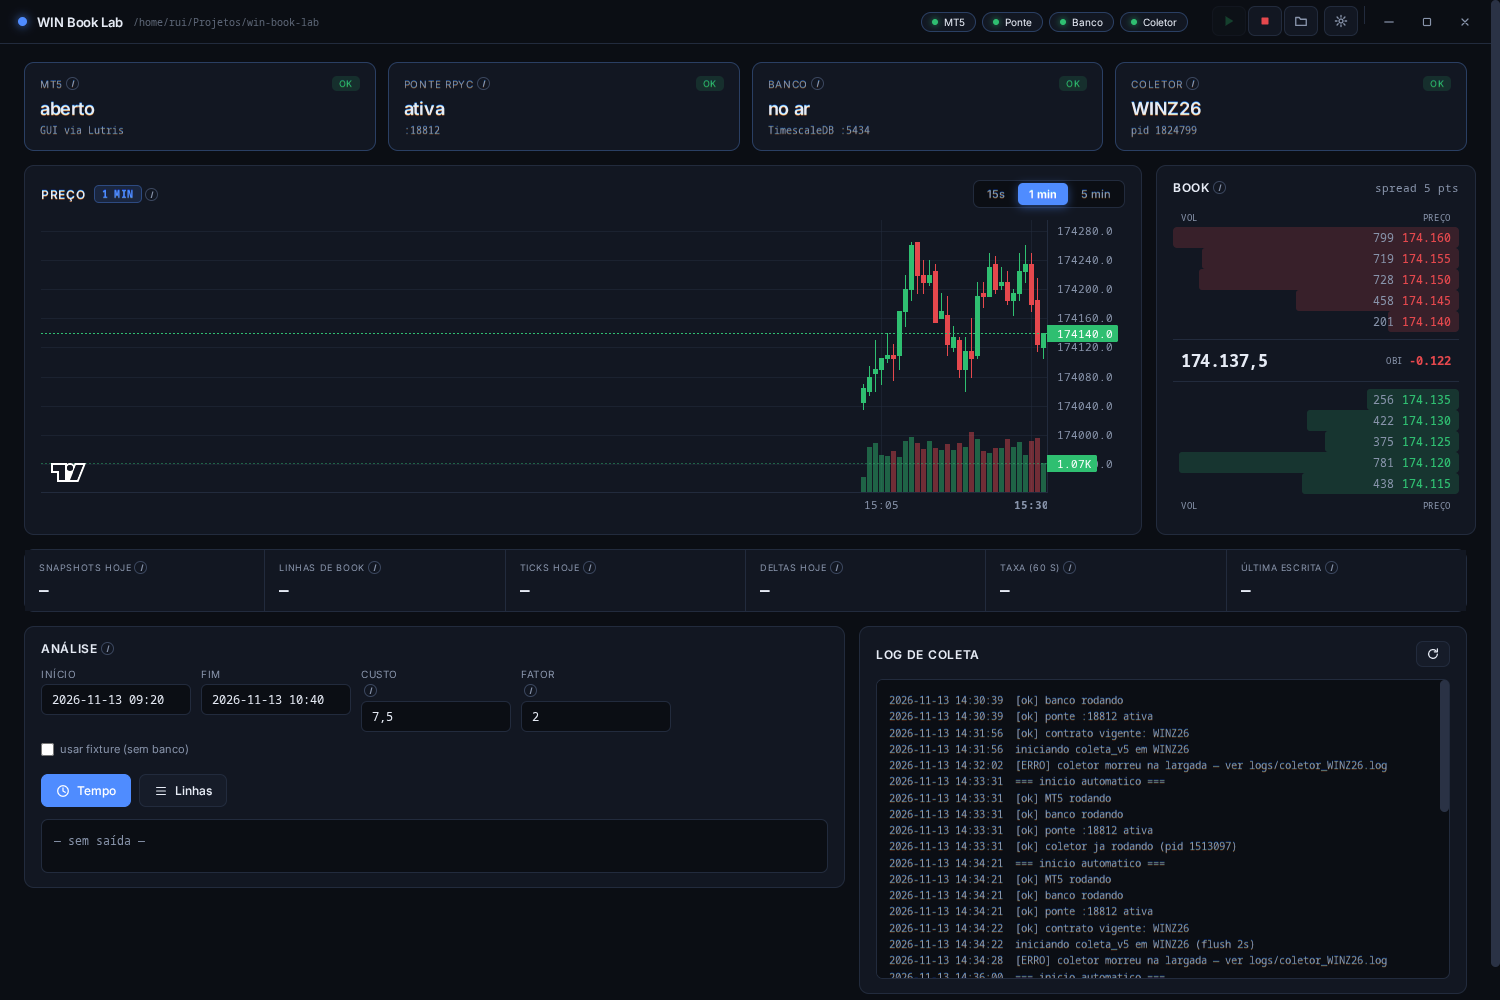 WIN Book Lab /home/rui/Projetos/win-book-lab
MT5 Ponte Banco Coletor
MT5 i OK
aberto
GUI via Lutris
PONTE RPYC i OK
ativa
:18812
BANCO i OK
no ar
TimescaleDB :5434
COLETOR i OK
WINZ26
pid 1824799
PREÇO 1 MIN i
15s 1 min 5 min
174280.0
174240.0
174200.0
174160.0
174140.0
174120.0
174080.0
174040.0
174000.0
1.07K .0
15:05 15:30
BOOK i spread 5 pts
VOL PREÇO
799 174.160
719 174.155
728 174.150
458 174.145
201 174.140
174.137,5 OBI -0.122
256 174.135
422 174.130
375 174.125
781 174.120
438 174.115
VOL PREÇO
SNAPSHOTS HOJE i
—
LINHAS DE BOOK i
—
TICKS HOJE i
—
DELTAS HOJE i
—
TAXA (60 S) i
—
ÚLTIMA ESCRITA i
—
ANÁLISE i
INÍCIO FIM CUSTO i FATOR i
2026-11-13 09:20 2026-11-13 10:40 7,5 2
usar fixture (sem banco)
Tempo Linhas
— sem saída —
LOG DE COLETA
2026-11-13 14:30:39 [ok] banco rodando
2026-11-13 14:30:39 [ok] ponte :18812 ativa
2026-11-13 14:31:56 [ok] contrato vigente: WINZ26
2026-11-13 14:31:56 iniciando coleta_v5 em WINZ26
2026-11-13 14:32:02 [ERRO] coletor morreu na largada — ver logs/coletor_WINZ26.log
2026-11-13 14:33:31 === inicio automatico ===
2026-11-13 14:33:31 [ok] MT5 rodando
2026-11-13 14:33:31 [ok] banco rodando
2026-11-13 14:33:31 [ok] ponte :18812 ativa
2026-11-13 14:33:31 [ok] coletor ja rodando (pid 1513097)
2026-11-13 14:34:21 === inicio automatico ===
2026-11-13 14:34:21 [ok] MT5 rodando
2026-11-13 14:34:21 [ok] banco rodando
2026-11-13 14:34:21 [ok] ponte :18812 ativa
2026-11-13 14:34:22 [ok] contrato vigente: WINZ26
2026-11-13 14:34:22 iniciando coleta_v5 em WINZ26 (flush 2s)
2026-11-13 14:34:28 [ERRO] coletor morreu na largada — ver logs/coletor_WINZ26.log
2026-11-13 14:36:00 === inicio automatico ===